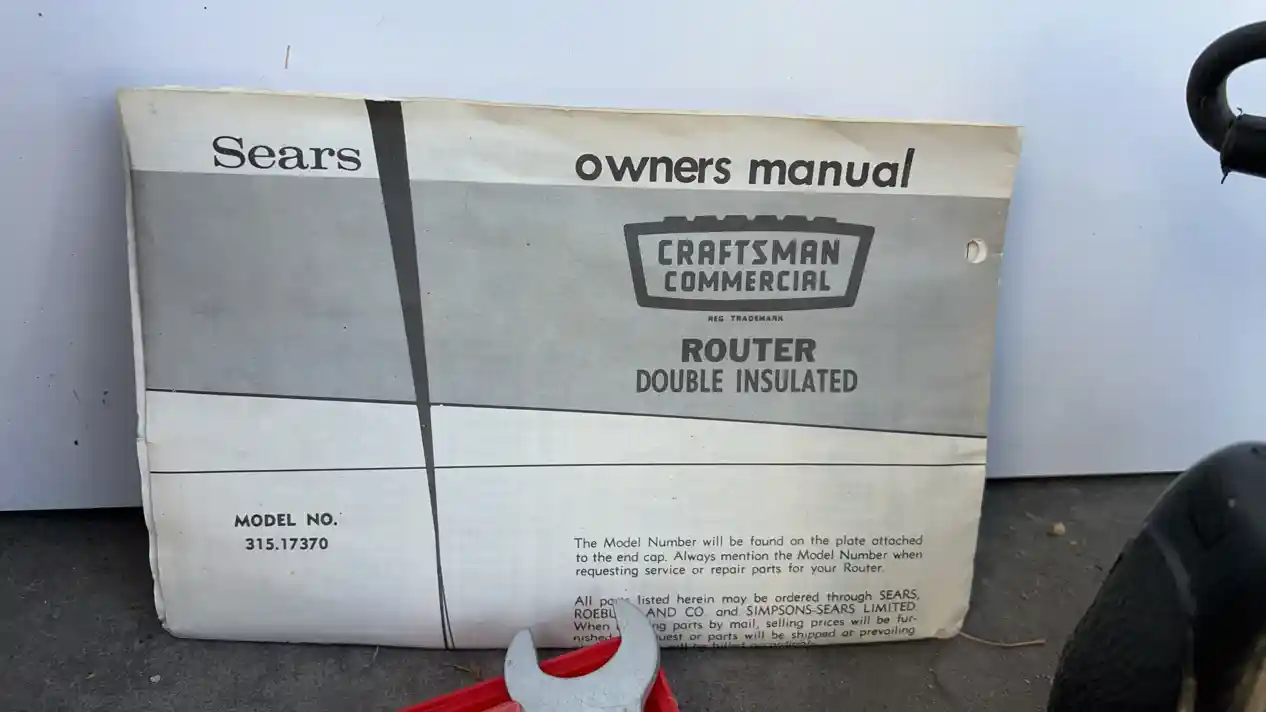 Sears
owners manual
CRAFTSMAN
COMMERCIAL
REG TRADEMARK
ROUTER
DOUBLE INSULATED
MODEL NO.
315.17370
The Model Number will be found on the plate attached
to the end cap. Always mention the Model Number when
requesting service or repair parts for your Router.
All listed herein may be ordered through SEARS,
AND CO. and SIMPSONS-SEARS LIMITED
When parts by mail, selling prices will be fur-
or parts will be shipped at prevailing